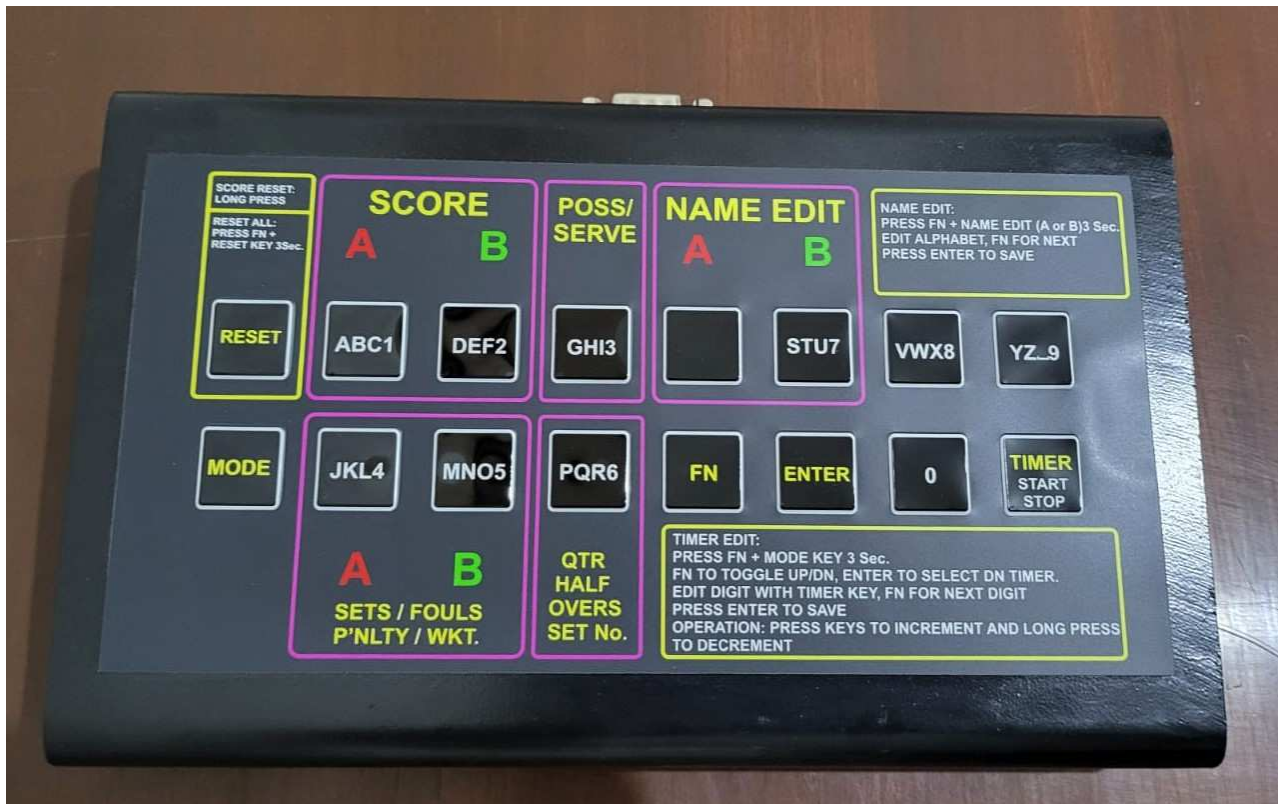 SCORE RESET:
LONG PRESS
RESET ALL:
PRESS FN +
RESET KEY 3Sec.
SCORE
A B
POSS/
SERVE
NAME EDIT
A B
NAME EDIT:
PRESS FN + NAME EDIT (A or B)3 Sec.
EDIT ALPHABET, FN FOR NEXT
PRESS ENTER TO SAVE
RESET
ABC1
DEF2
GHI3
STU7
VWX8
YZ_9
MODE
JKL4
MNO5
PQR6
FN
ENTER
0
TIMER
START
STOP
A B
SETS / FOULS
P'NLTY / WKT.
QTR
HALF
OVERS
SET No.
TIMER EDIT:
PRESS FN + MODE KEY 3 Sec.
FN TO TOGGLE UP/DN, ENTER TO SELECT DN TIMER.
EDIT DIGIT WITH TIMER KEY, FN FOR NEXT DIGIT
PRESS ENTER TO SAVE
OPERATION: PRESS KEYS TO INCREMENT AND LONG PRESS
TO DECREMENT